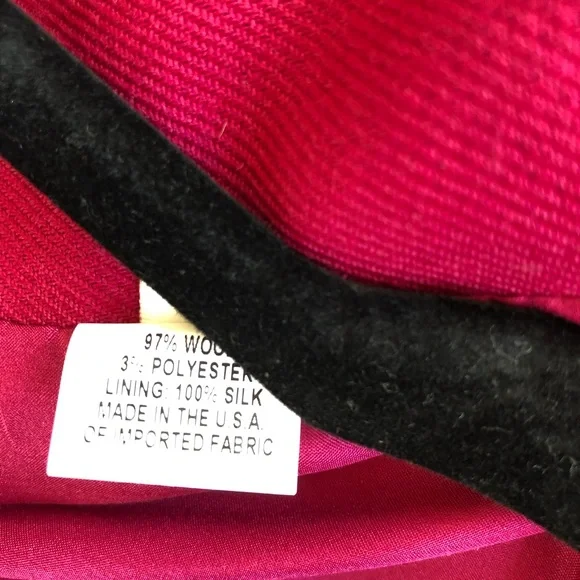 97% WOO
3% POLYESTER
LINING: 100% SILK
MADE IN THE U.S.A.
OF IMPORTED FABRIC